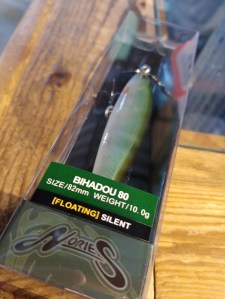 BIHADOU 80
SIZE/82mm WEIGHT/10.0g
[FLOATING] SILENT
NORIES